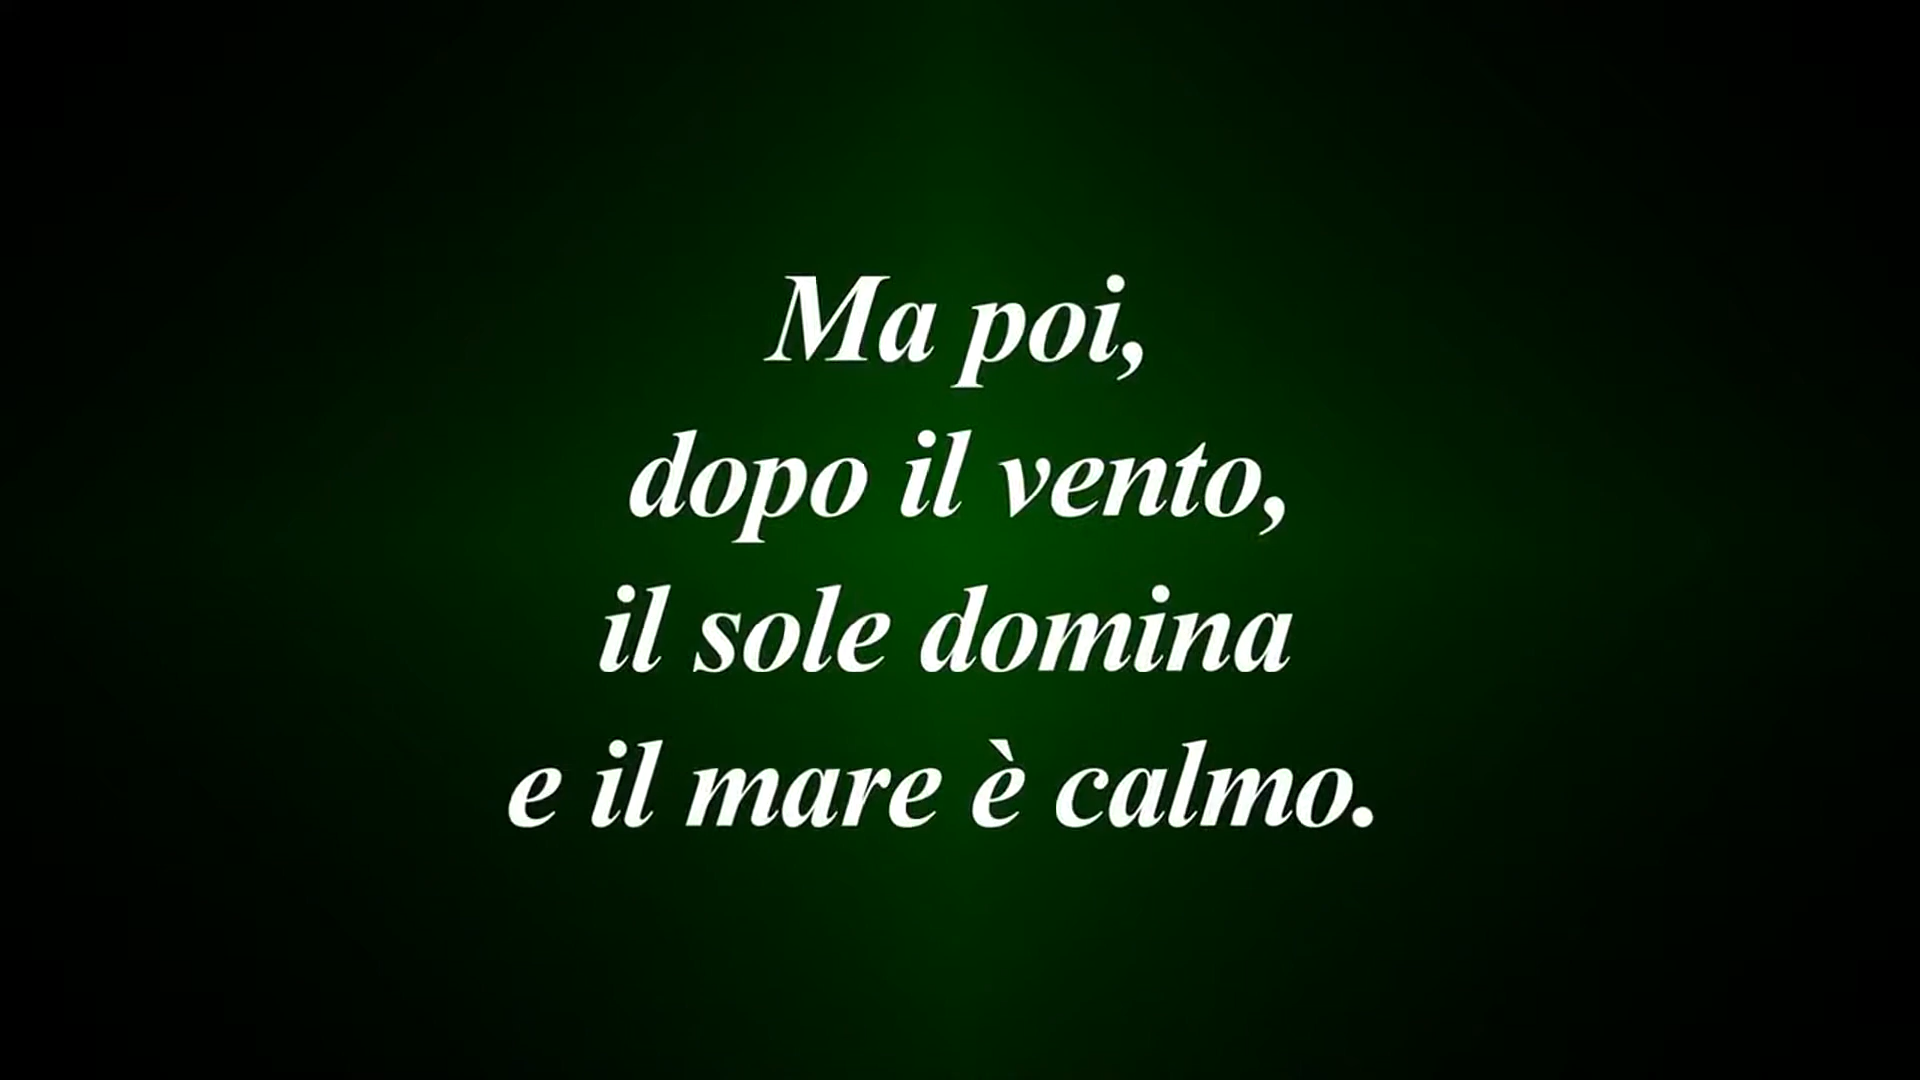 Ma poi,
dopo il vento,
il sole domina
e il mare è calmo.